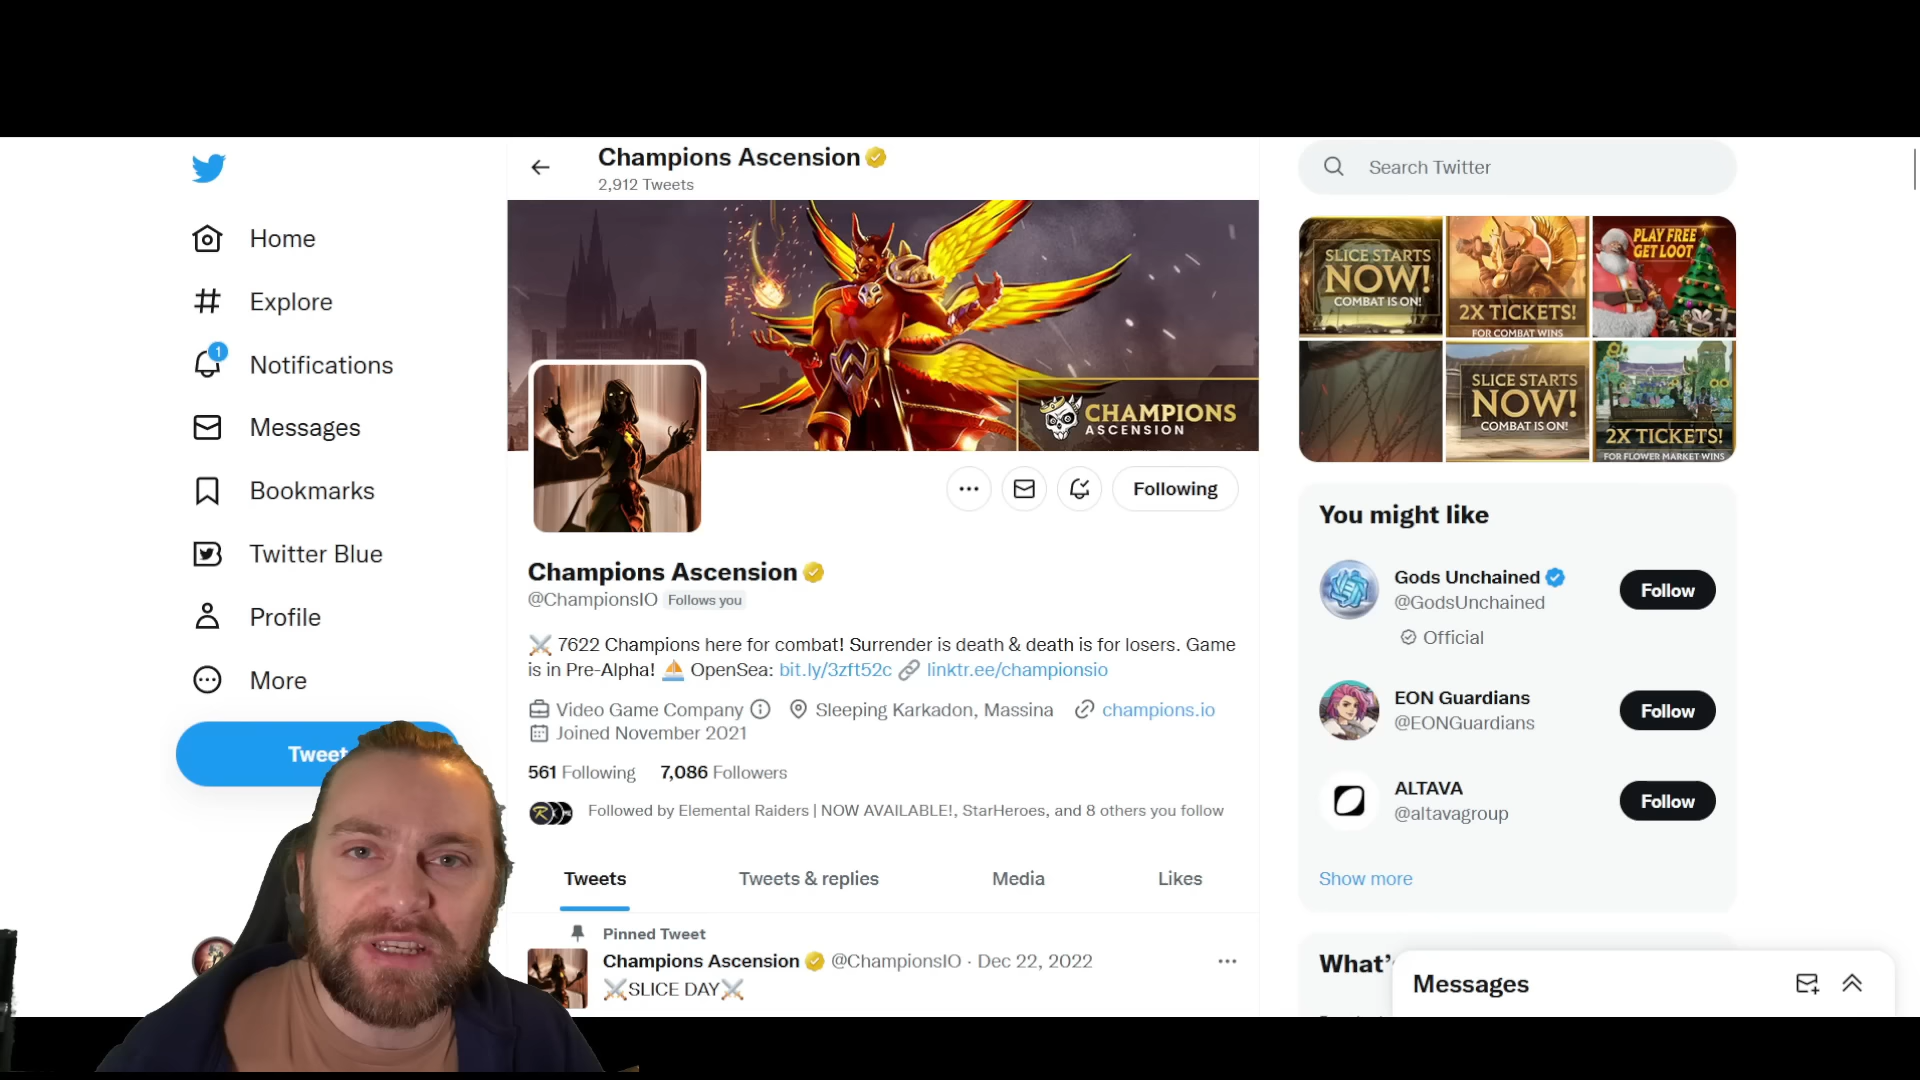 Champions Ascension
2,912 Tweets
Search Twitter
Home
Explore
1
Notifications
Messages
Bookmarks
Twitter Blue
Profile
More
Tweet
CHAMPIONS
ASCENSION
Following
Champions Ascension
@ChampionsIO Follows you
⚔️ 7622 Champions here for combat! Surrender is death & death is for losers. Game
is in Pre-Alpha! ⛵ OpenSea: bit.ly/3zft52c 🔗 linktr.ee/championsio
Video Game Company Sleeping Karkadon, Massina champions.io
Joined November 2021
561 Following 7,086 Followers
Followed by Elemental Raiders | NOW AVAILABLE!, StarHeroes, and 8 others you follow
Tweets Tweets & replies Media Likes
Pinned Tweet
Champions Ascension @ChampionsIO · Dec 22, 2022
⚔️SLICE DAY⚔️
SLICE STARTS
NOW!
COMBAT IS ON!
2X TICKETS!
FOR COMBAT WINS
PLAY FREE
GET LOOT
SLICE STARTS
NOW!
COMBAT IS ON!
2X TICKETS!
FOR FLOWER MARKET WINS
You might like
Gods Unchained
@GodsUnchained
Official
Follow
EON Guardians
@EONGuardians
Follow
ALTAVA
@altavagroup
Follow
Show more
What'
Messages